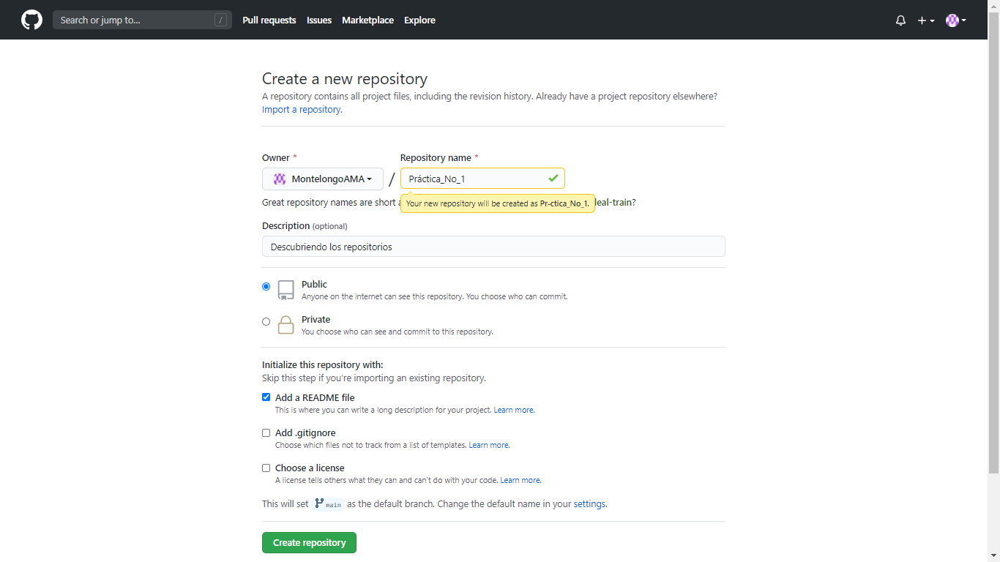 Search or jump to... / Pull requests Issues Marketplace Explore
Create a new repository
A repository contains all project files, including the revision history. Already have a project repository elsewhere?
Import a repository.
Owner * Repository name *
MontelongoAMA / Práctica_No_1
Great repository names are short Your new repository will be created as Pr-ctica_No_1. eal-train?
Description (optional)
Descubriendo los repositorios
Public
Anyone on the internet can see this repository. You choose who can commit.
Private
You choose who can see and commit to this repository.
Initialize this repository with:
Skip this step if you're importing an existing repository.
Add a README file
This is where you can write a long description for your project. Learn more.
Add .gitignore
Choose which files not to track from a list of templates. Learn more.
Choose a license
A license tells others what they can and can't do with your code. Learn more.
This will set main as the default branch. Change the default name in your settings.
Create repository